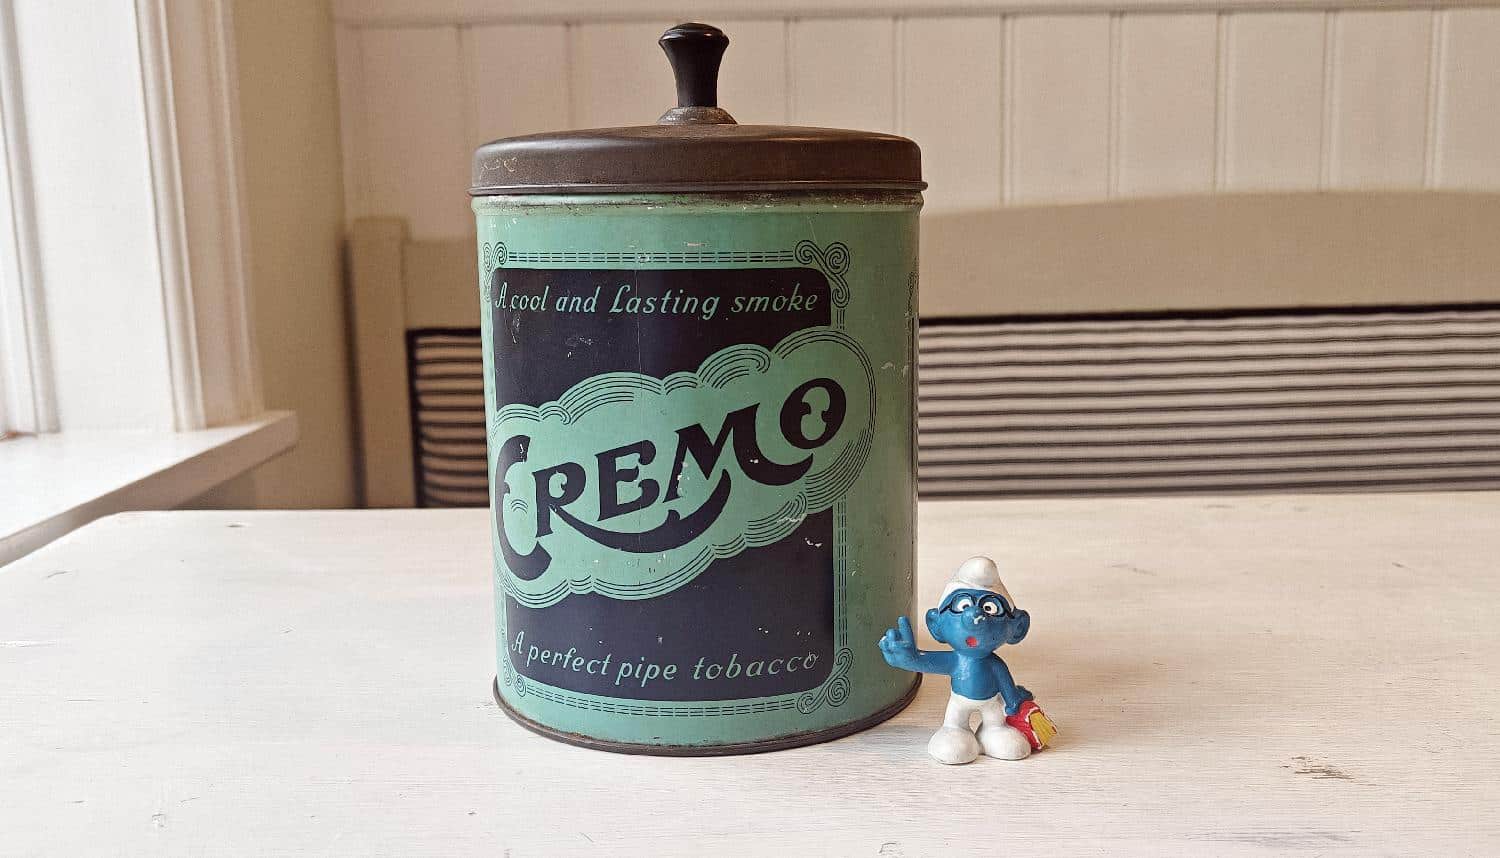 A cool and Lasting smoke
CREMO
A perfect pipe tobacco